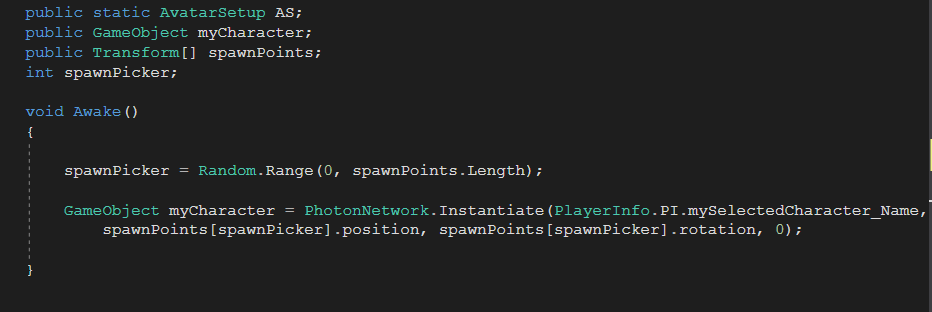 public static AvatarSetup AS;
public GameObject myCharacter;
public Transform[] spawnPoints;
int spawnPicker;
void Awake()
{
spawnPicker = Random.Range(0, spawnPoints.Length);
GameObject myCharacter = PhotonNetwork.Instantiate(PlayerInfo.PI.mySelectedCharacter_Name,
spawnPoints[spawnPicker].position, spawnPoints[spawnPicker].rotation, 0);
}